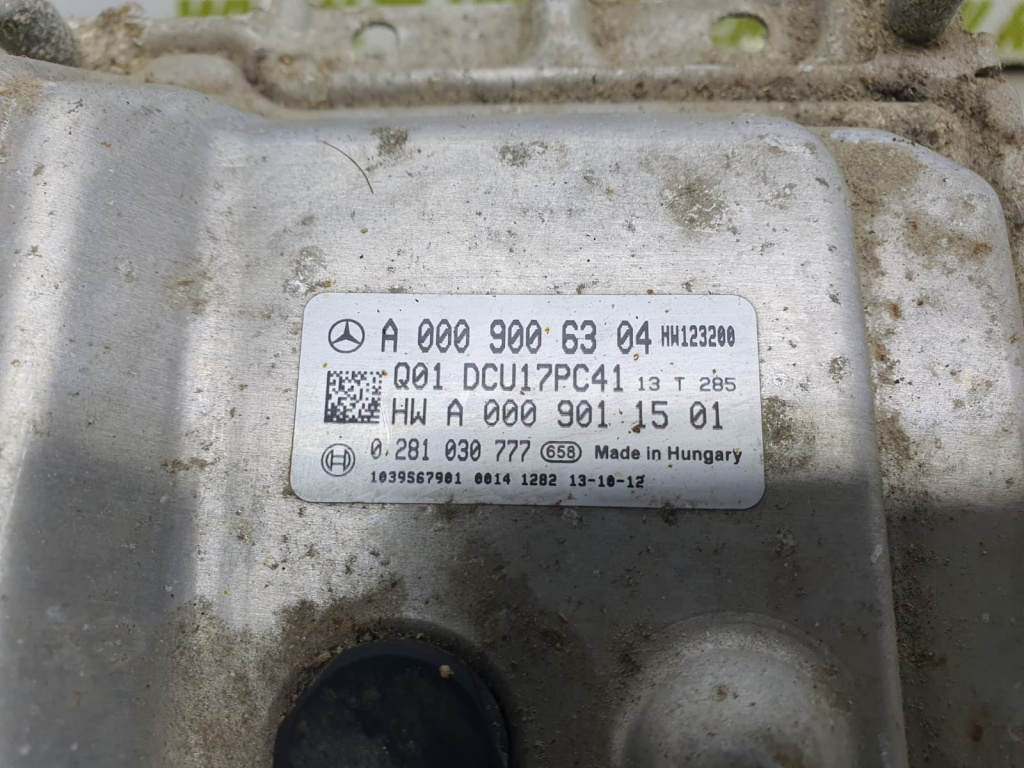 A 000 900 63 04 HW123200
Q01 DCU17PC41 13 T 285
HW A 000 901 15 01
0 281 030 777 658 Made in Hungary
1039S67901 0014 1282 13-10-12